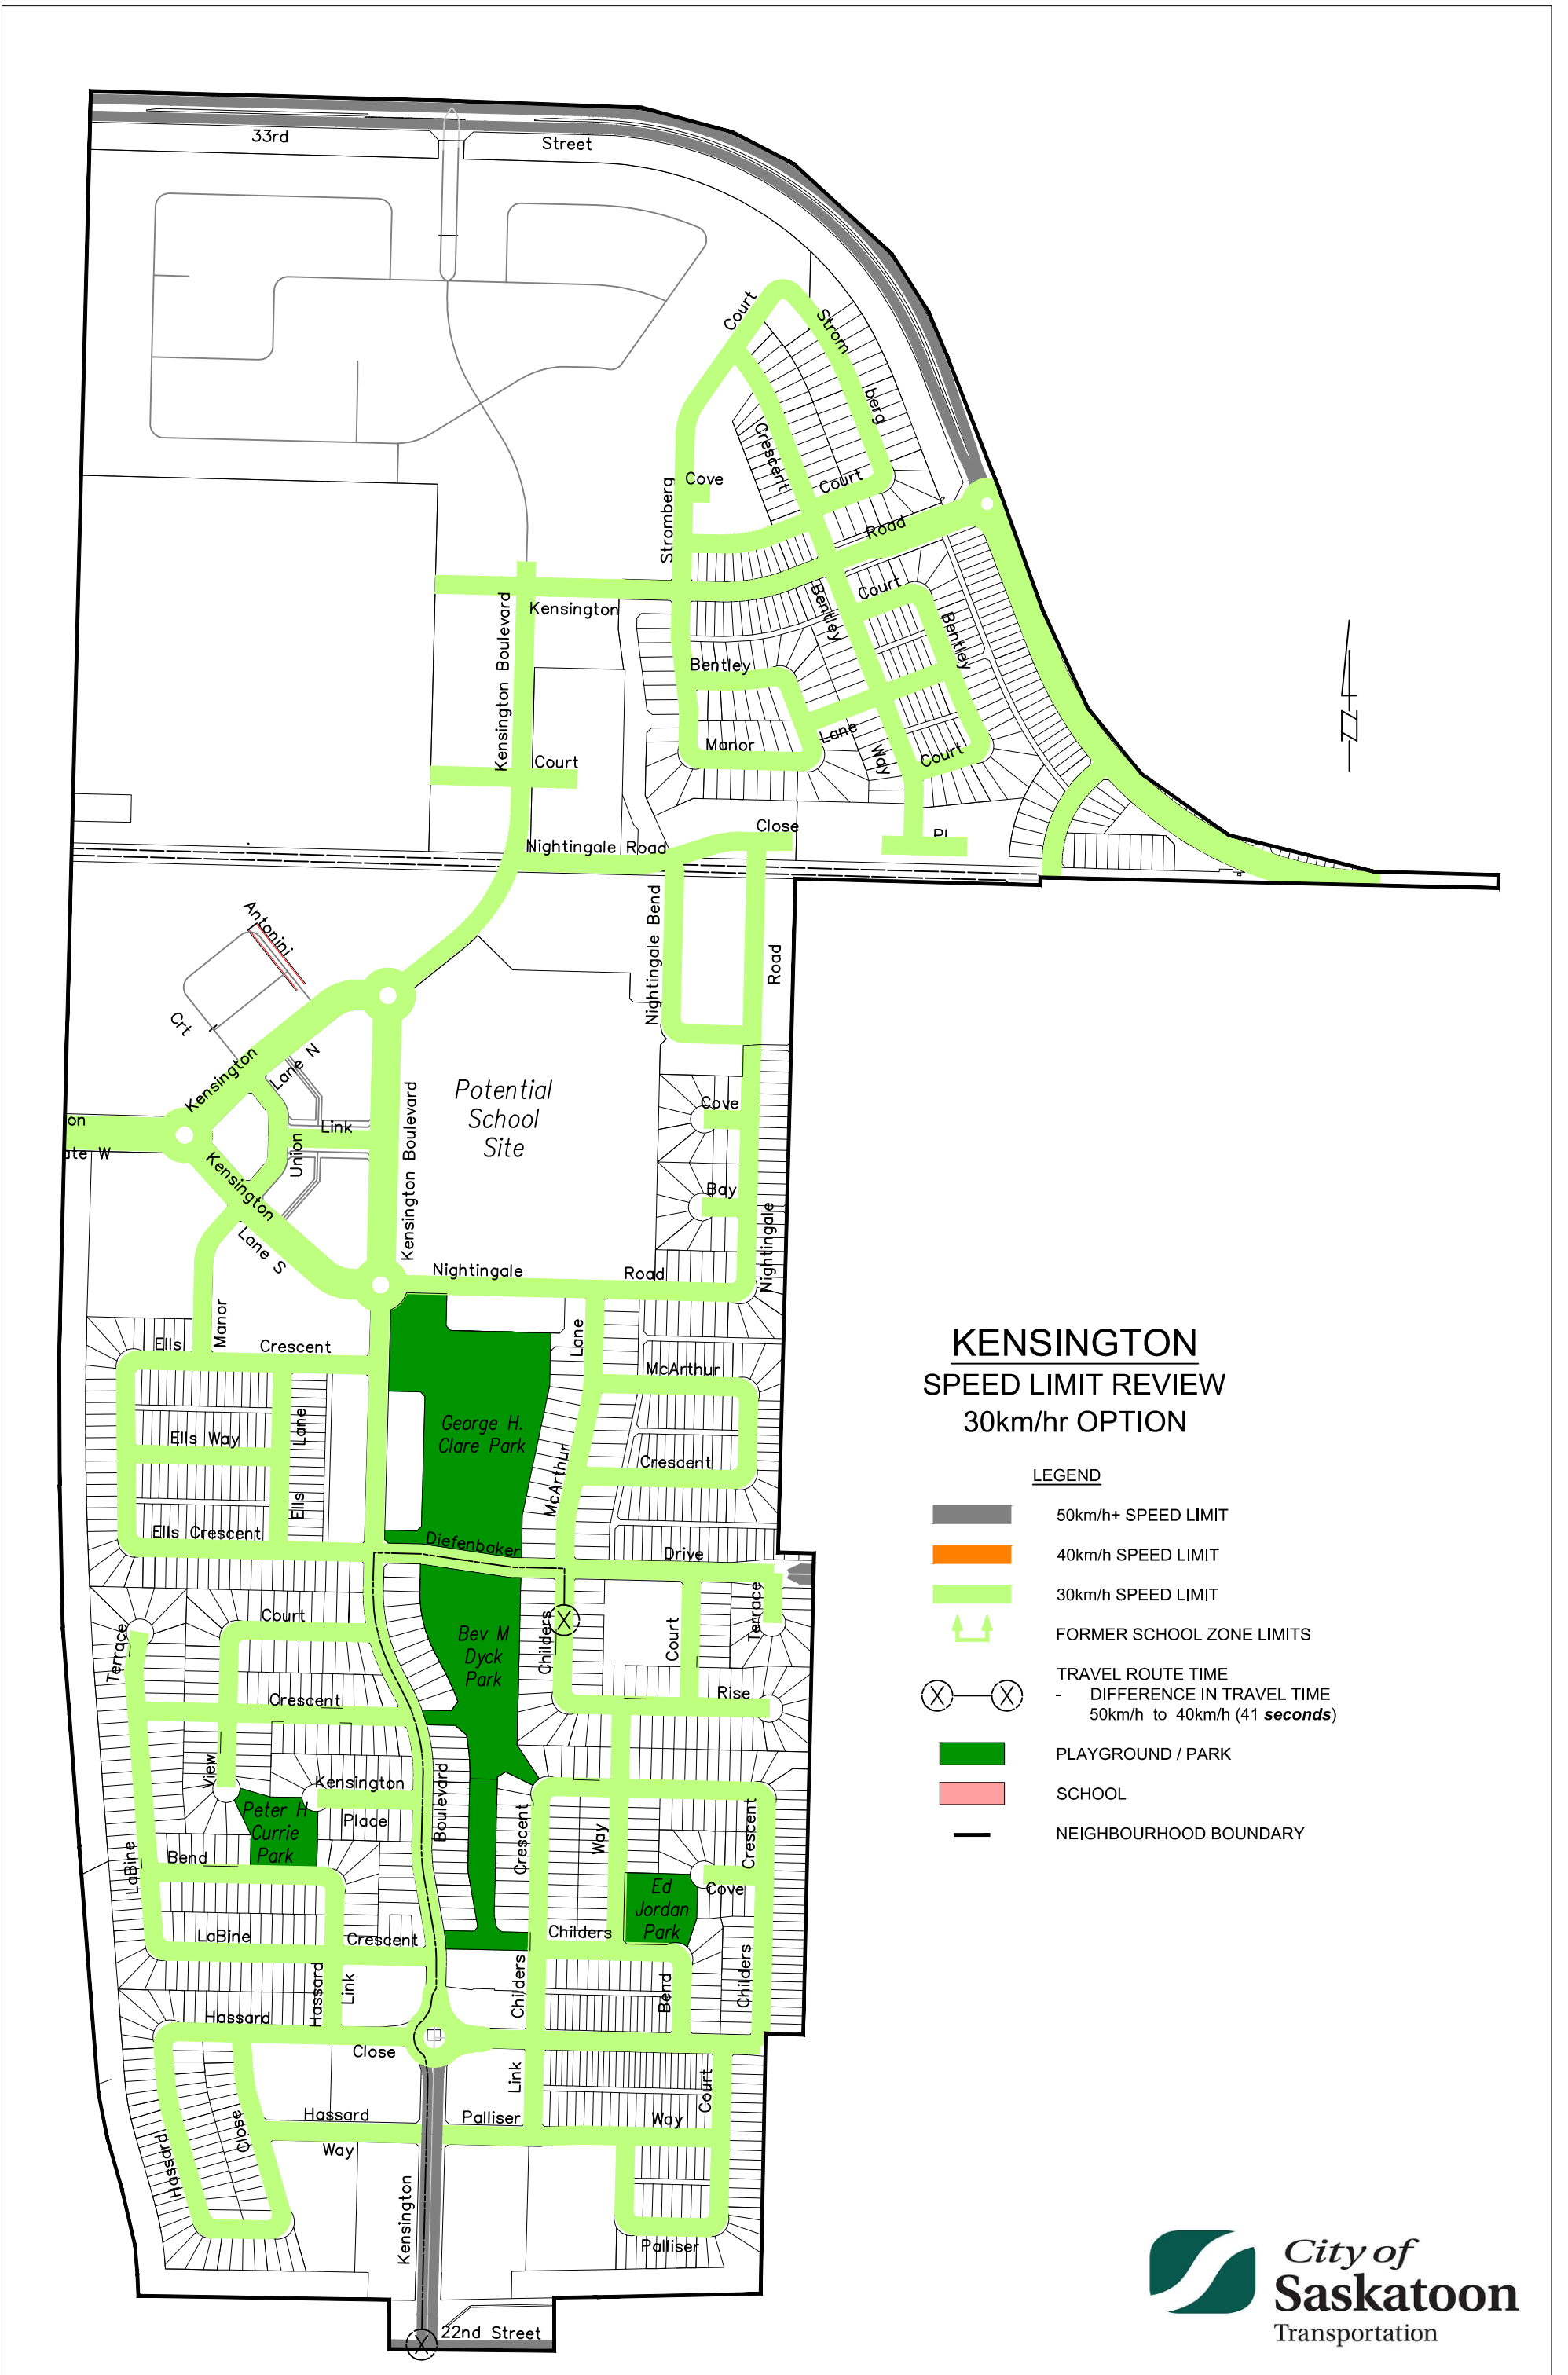 33rd
Street
Court
Strom
berg
Crescent
Cove
Court
Stromberg
Road
Kensington
Court
Bentley
Bentley
Kensington Boulevard
Bentley
Manor
Lane
Way
Court
Court
Close
Nightingale Road
Pl
Antonini
Nightingale Bend
Road
Crt
Lane N
Kensington
Potential
School
Site
Cove
on
Link
ate W
Union
Kensington
Kensington Boulevard
Bay
Lane S
Nightingale
Nightingale
Road
Manor
Ells
Crescent
Lane
McArthur
KENSINGTON
SPEED LIMIT REVIEW
30km/hr OPTION
George H.
Clare Park
Ells Way
Lane
McArthur
Crescent
Ells
Ells Crescent
Diefenbaker
Drive
LEGEND
50km/h+ SPEED LIMIT
40km/h SPEED LIMIT
30km/h SPEED LIMIT
FORMER SCHOOL ZONE LIMITS
X
X
TRAVEL ROUTE TIME
- DIFFERENCE IN TRAVEL TIME
50km/h to 40km/h (41 seconds)
PLAYGROUND / PARK
SCHOOL
NEIGHBOURHOOD BOUNDARY
Court
Terrace
X
Childers
Court
Terrace
Bev M
Dyck
Park
Crescent
Rise
View
Kensington
Place
Boulevard
Peter H
Currie
Park
Crescent
Way
Crescent
LaBine
Bend
Ed
Jordan
Park
Cove
LaBine
Crescent
Childers
Hassard
Link
Childers
Bend
Childers
Hassard
Close
Link
Court
Hassard
Way
Palliser
Way
Hassard
Close
Kensington
Palliser
22nd Street
X
City of
Saskatoon
Transportation